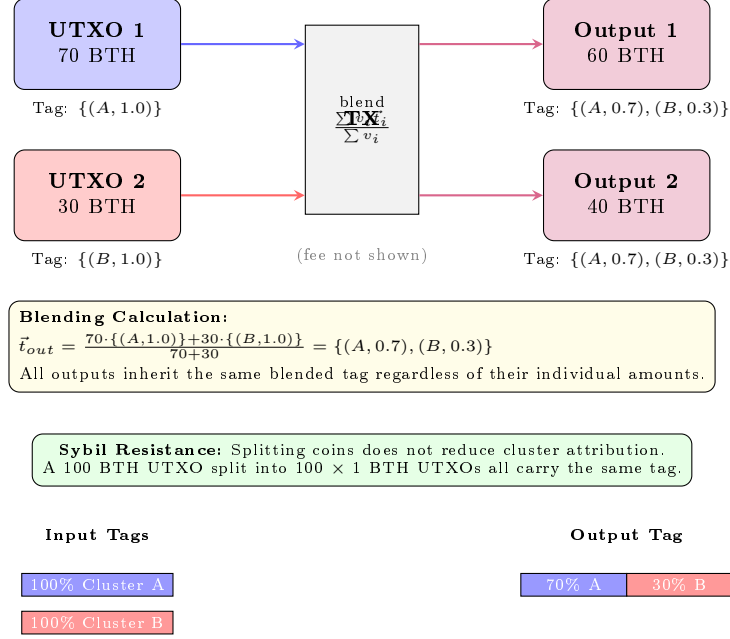 UTXO 1
70 BTH
Tag: {(A, 1.0)}
UTXO 2
30 BTH
Tag: {(B, 1.0)}
blend
TX
∑ v_i t⃗_i
∑ v_i
(fee not shown)
Output 1
60 BTH
Tag: {(A, 0.7), (B, 0.3)}
Output 2
40 BTH
Tag: {(A, 0.7), (B, 0.3)}
Blending Calculation:
t⃗_out = 70·{(A,1.0)}+30·{(B,1.0)} / 70+30 = {(A, 0.7), (B, 0.3)}
All outputs inherit the same blended tag regardless of their individual amounts.
Sybil Resistance: Splitting coins does not reduce cluster attribution.
A 100 BTH UTXO split into 100 × 1 BTH UTXOs all carry the same tag.
Input Tags
Output Tag
100% Cluster A
70% A
30% B
100% Cluster B